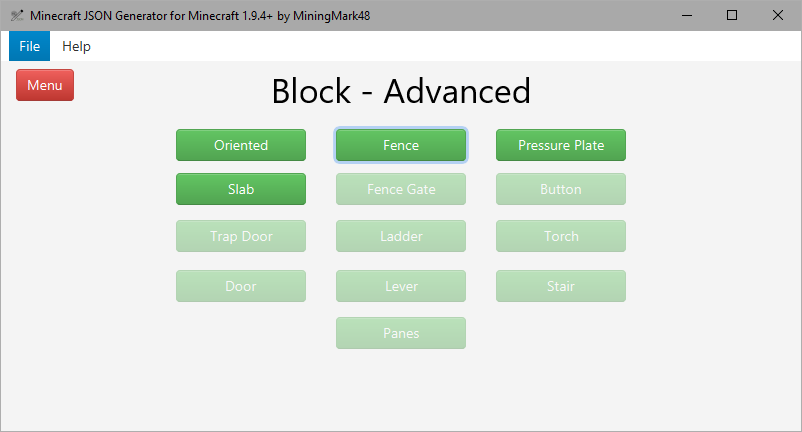 Minecraft JSON Generator for Minecraft 1.9.4+ by MiningMark48
File Help
Menu
Block - Advanced
Oriented Fence Pressure Plate
Slab Fence Gate Button
Trap Door Ladder Torch
Door Lever Stair
Panes